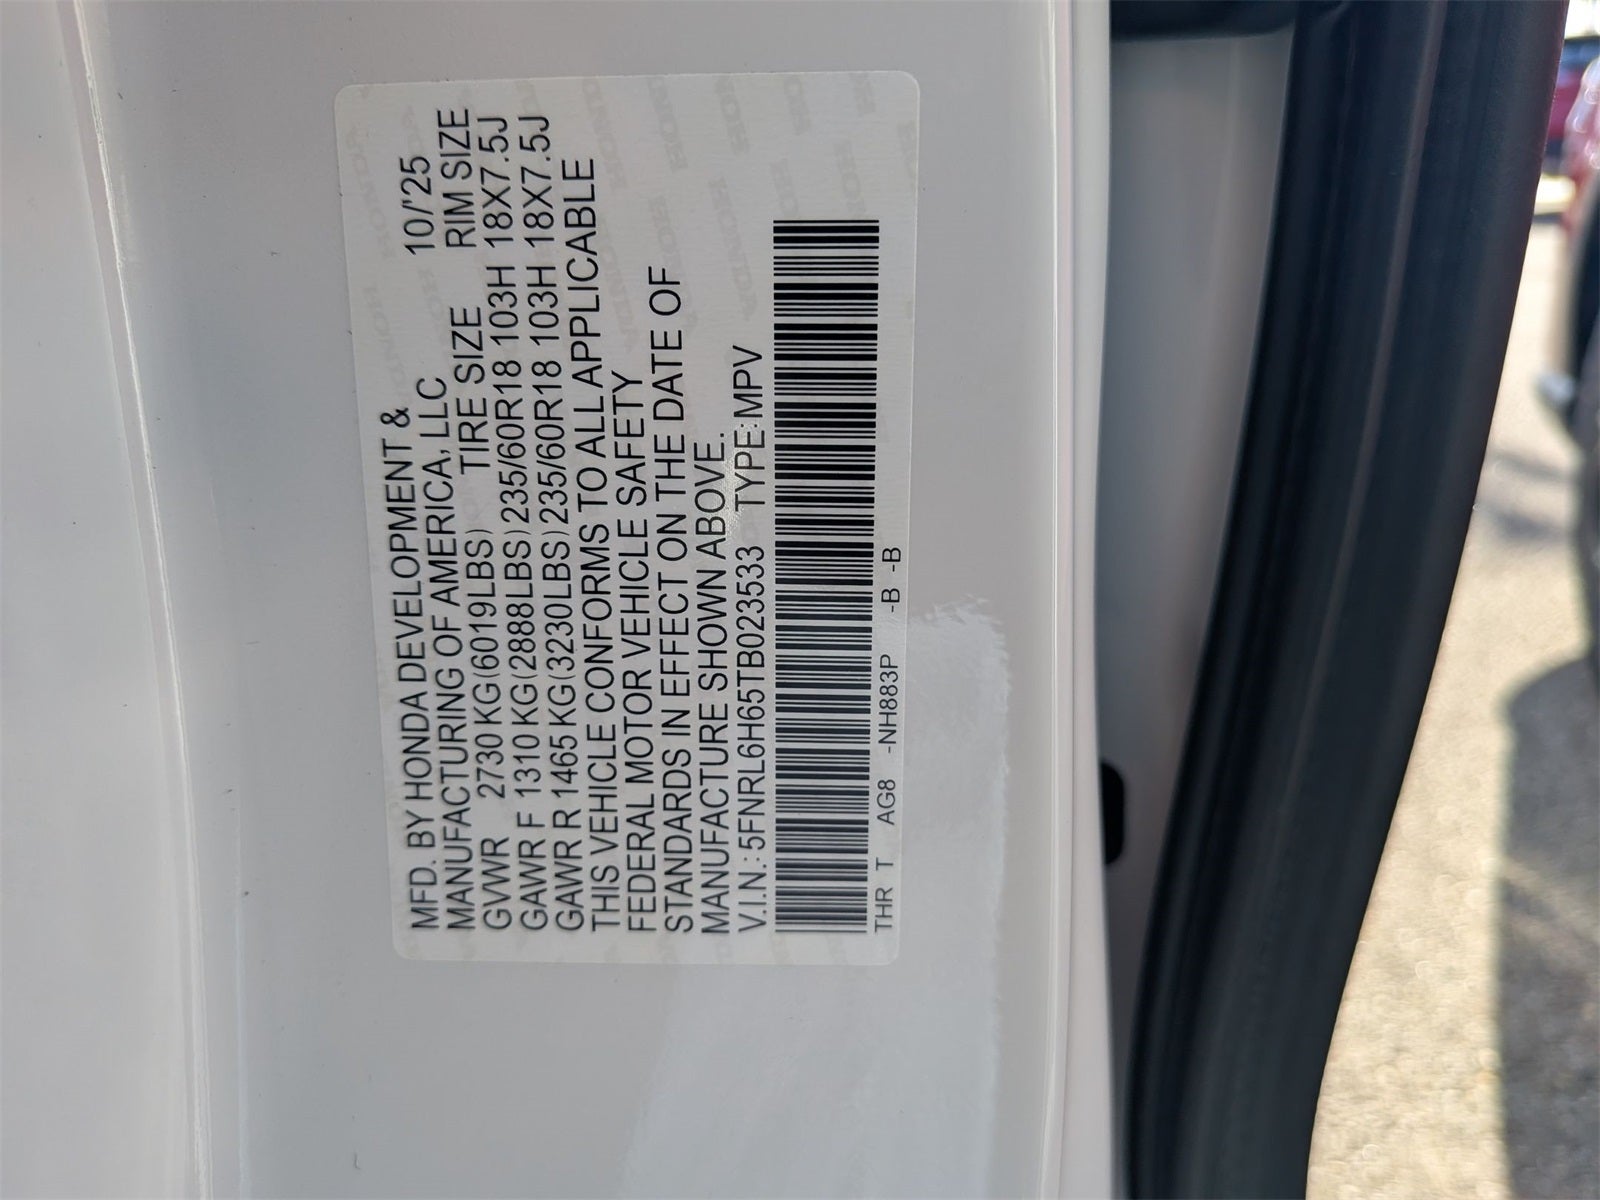 MFD. BY HONDA DEVELOPMENT &
MANUFACTURING OF AMERICA, LLC 10/'25
GVWR 2730 KG(6019LBS) TIRE SIZE RIM SIZE
GAWR F 1310 KG(2888LBS) 235/60R18 103H 18X7.5J
GAWR R 1465 KG(3230LBS) 235/60R18 103H 18X7.5J
THIS VEHICLE CONFORMS TO ALL APPLICABLE
FEDERAL MOTOR VEHICLE SAFETY
STANDARDS IN EFFECT ON THE DATE OF
MANUFACTURE SHOWN ABOVE.
V.I.N.: 5FNRL6H65TB023533 TYPE: MPV
THR T AG8 -NH883P -B -B